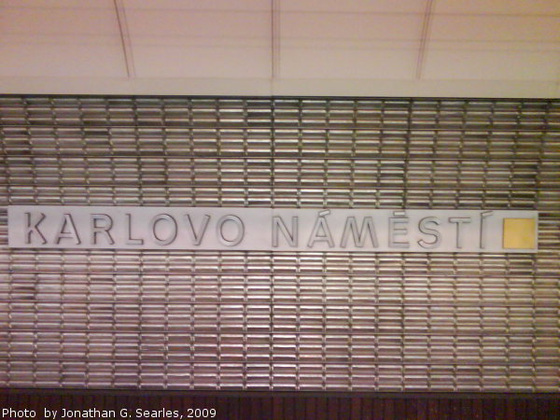 KARLOVO NÁMĚSTÍ
Photo by Jonathan G. Searles, 2009